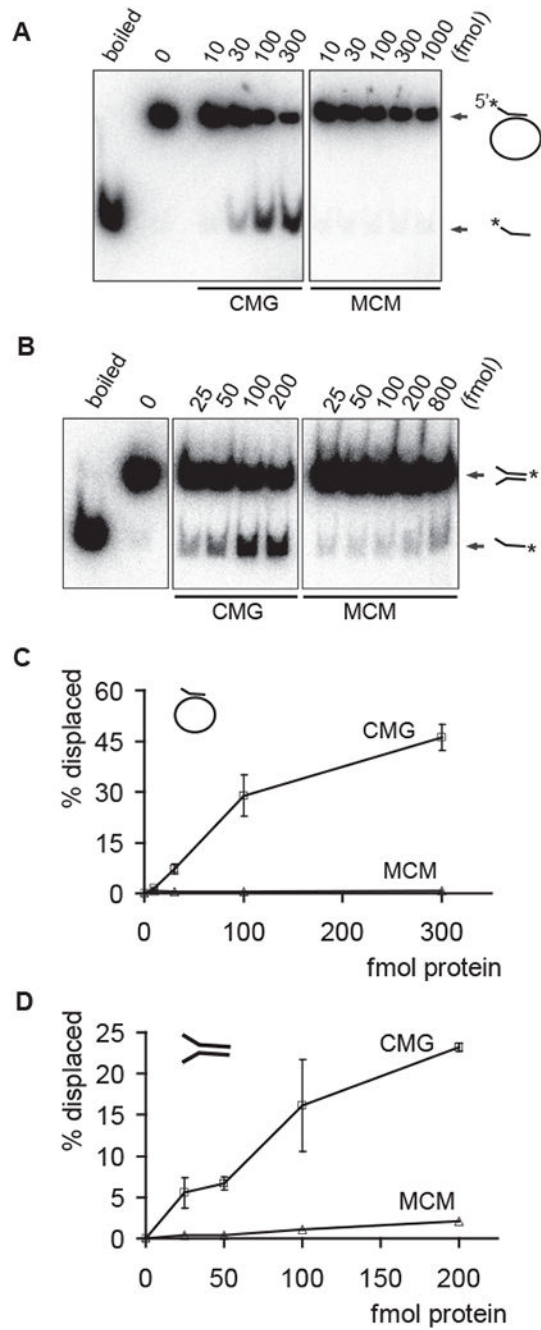 A
boiled 0 10 30 100 300 10 30 100 300 1000 (fmol)
5'*
*
CMG MCM
B
boiled 0 25 50 100 200 25 50 100 200 800 (fmol)
*
*
CMG MCM
C
% displaced
60
45
30
15
0
CMG
MCM
0 100 200 300
fmol protein
D
% displaced
25
20
15
10
5
0
CMG
MCM
0 50 100 150 200
fmol protein